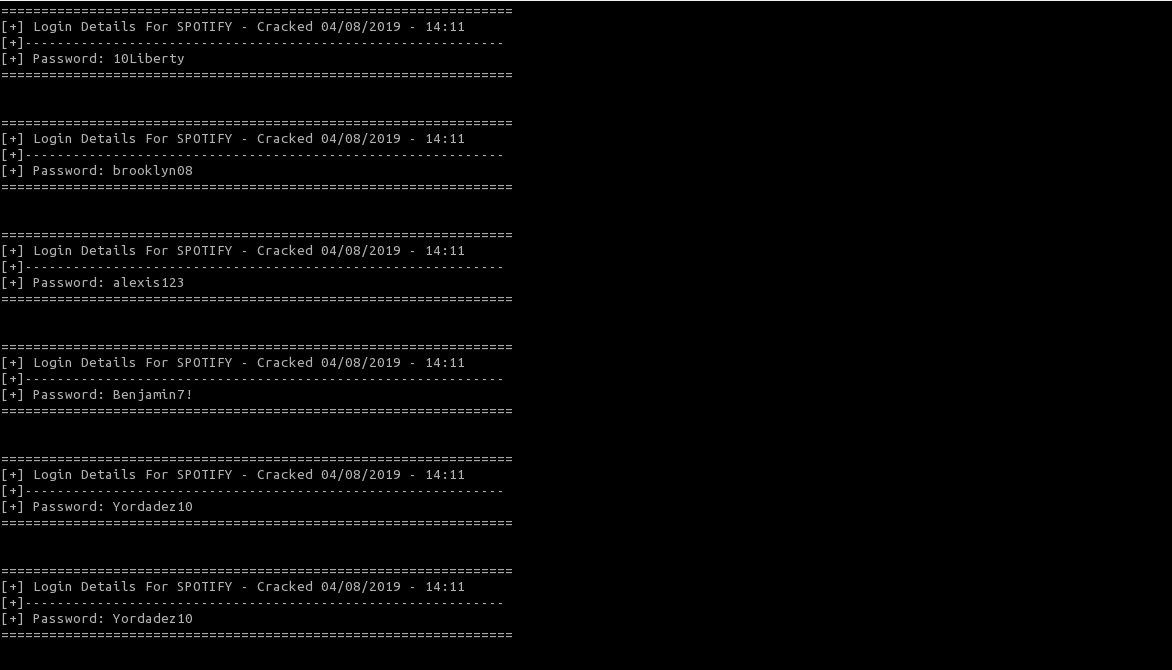 ================================================================
[+] Login Details For SPOTIFY - Cracked 04/08/2019 - 14:11
[+]------------------------------------------------------------
[+] Password: 10Liberty
================================================================
================================================================
[+] Login Details For SPOTIFY - Cracked 04/08/2019 - 14:11
[+]------------------------------------------------------------
[+] Password: brooklyn08
================================================================
================================================================
[+] Login Details For SPOTIFY - Cracked 04/08/2019 - 14:11
[+]------------------------------------------------------------
[+] Password: alexis123
================================================================
================================================================
[+] Login Details For SPOTIFY - Cracked 04/08/2019 - 14:11
[+]------------------------------------------------------------
[+] Password: Benjamin7!
================================================================
================================================================
[+] Login Details For SPOTIFY - Cracked 04/08/2019 - 14:11
[+]------------------------------------------------------------
[+] Password: Yordadez10
================================================================
================================================================
[+] Login Details For SPOTIFY - Cracked 04/08/2019 - 14:11
[+]------------------------------------------------------------
[+] Password: Yordadez10
================================================================